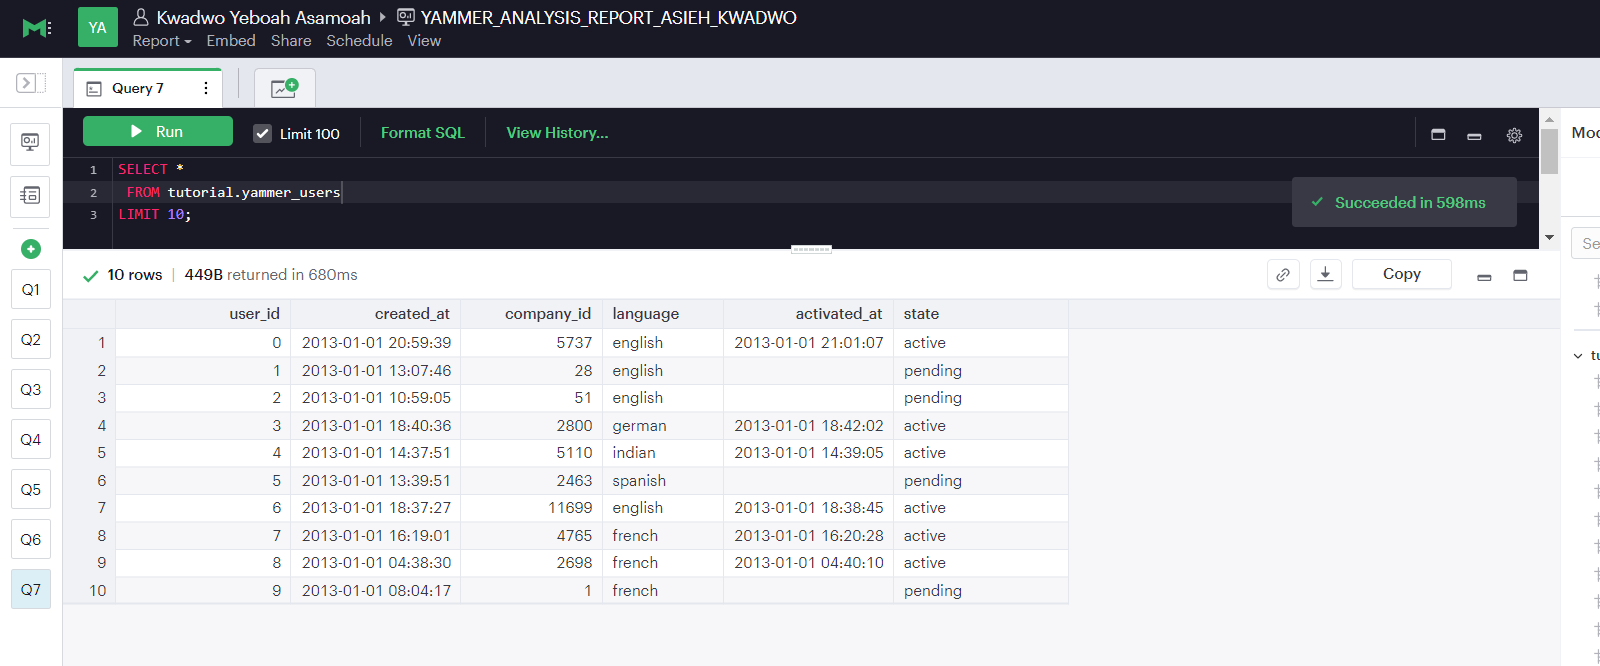 YA
Kwadwo Yeboah Asamoah
YAMMER_ANALYSIS_REPORT_ASIEH_KWADWO
Report Embed Share Schedule View
Query 7
Run Limit 100 Format SQL View History...
1 SELECT *
2 FROM tutorial.yammer_users
3 LIMIT 10;
Succeeded in 598ms
10 rows | 449B returned in 680ms
Copy
user_id created_at company_id language activated_at state
1 0 2013-01-01 20:59:39 5737 english 2013-01-01 21:01:07 active
2 1 2013-01-01 13:07:46 28 english pending
3 2 2013-01-01 10:59:05 51 english pending
4 3 2013-01-01 18:40:36 2800 german 2013-01-01 18:42:02 active
5 4 2013-01-01 14:37:51 5110 indian 2013-01-01 14:39:05 active
6 5 2013-01-01 13:39:51 2463 spanish pending
7 6 2013-01-01 18:37:27 11699 english 2013-01-01 18:38:45 active
8 7 2013-01-01 16:19:01 4765 french 2013-01-01 16:20:28 active
9 8 2013-01-01 04:38:30 2698 french 2013-01-01 04:40:10 active
10 9 2013-01-01 08:04:17 1 french pending
Q1
Q2
Q3
Q4
Q5
Q6
Q7